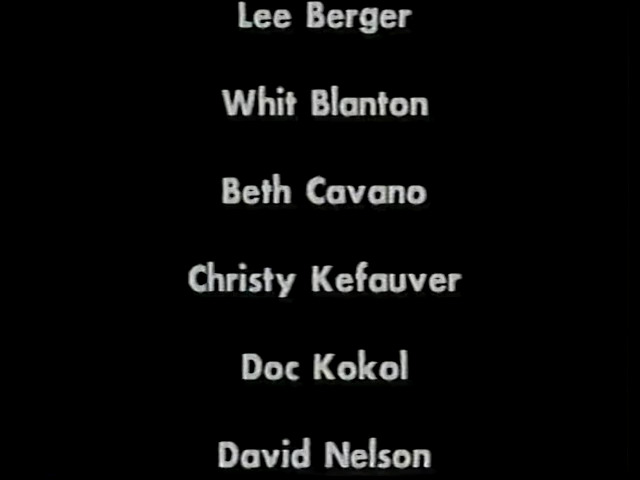 Lee Berger
Whit Blanton
Beth Cavano
Christy Kefauver
Doc Kokol
David Nelson